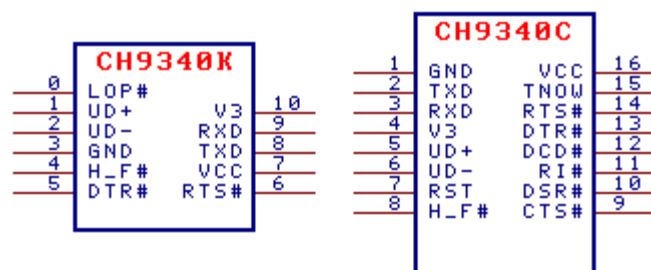 CH9340K
0 LOP#
1 UD+ V3 10
2 UD- RXD 9
3 GND TXD 8
4 H_F# VCC 7
5 DTR# RTS# 6
CH9340C
1 GND VCC 16
2 TXD TNOW 15
3 RXD RTS# 14
4 V3 DTR# 13
5 UD+ DCD# 12
6 UD- RI# 11
7 RST DSR# 10
8 H_F# CTS# 9